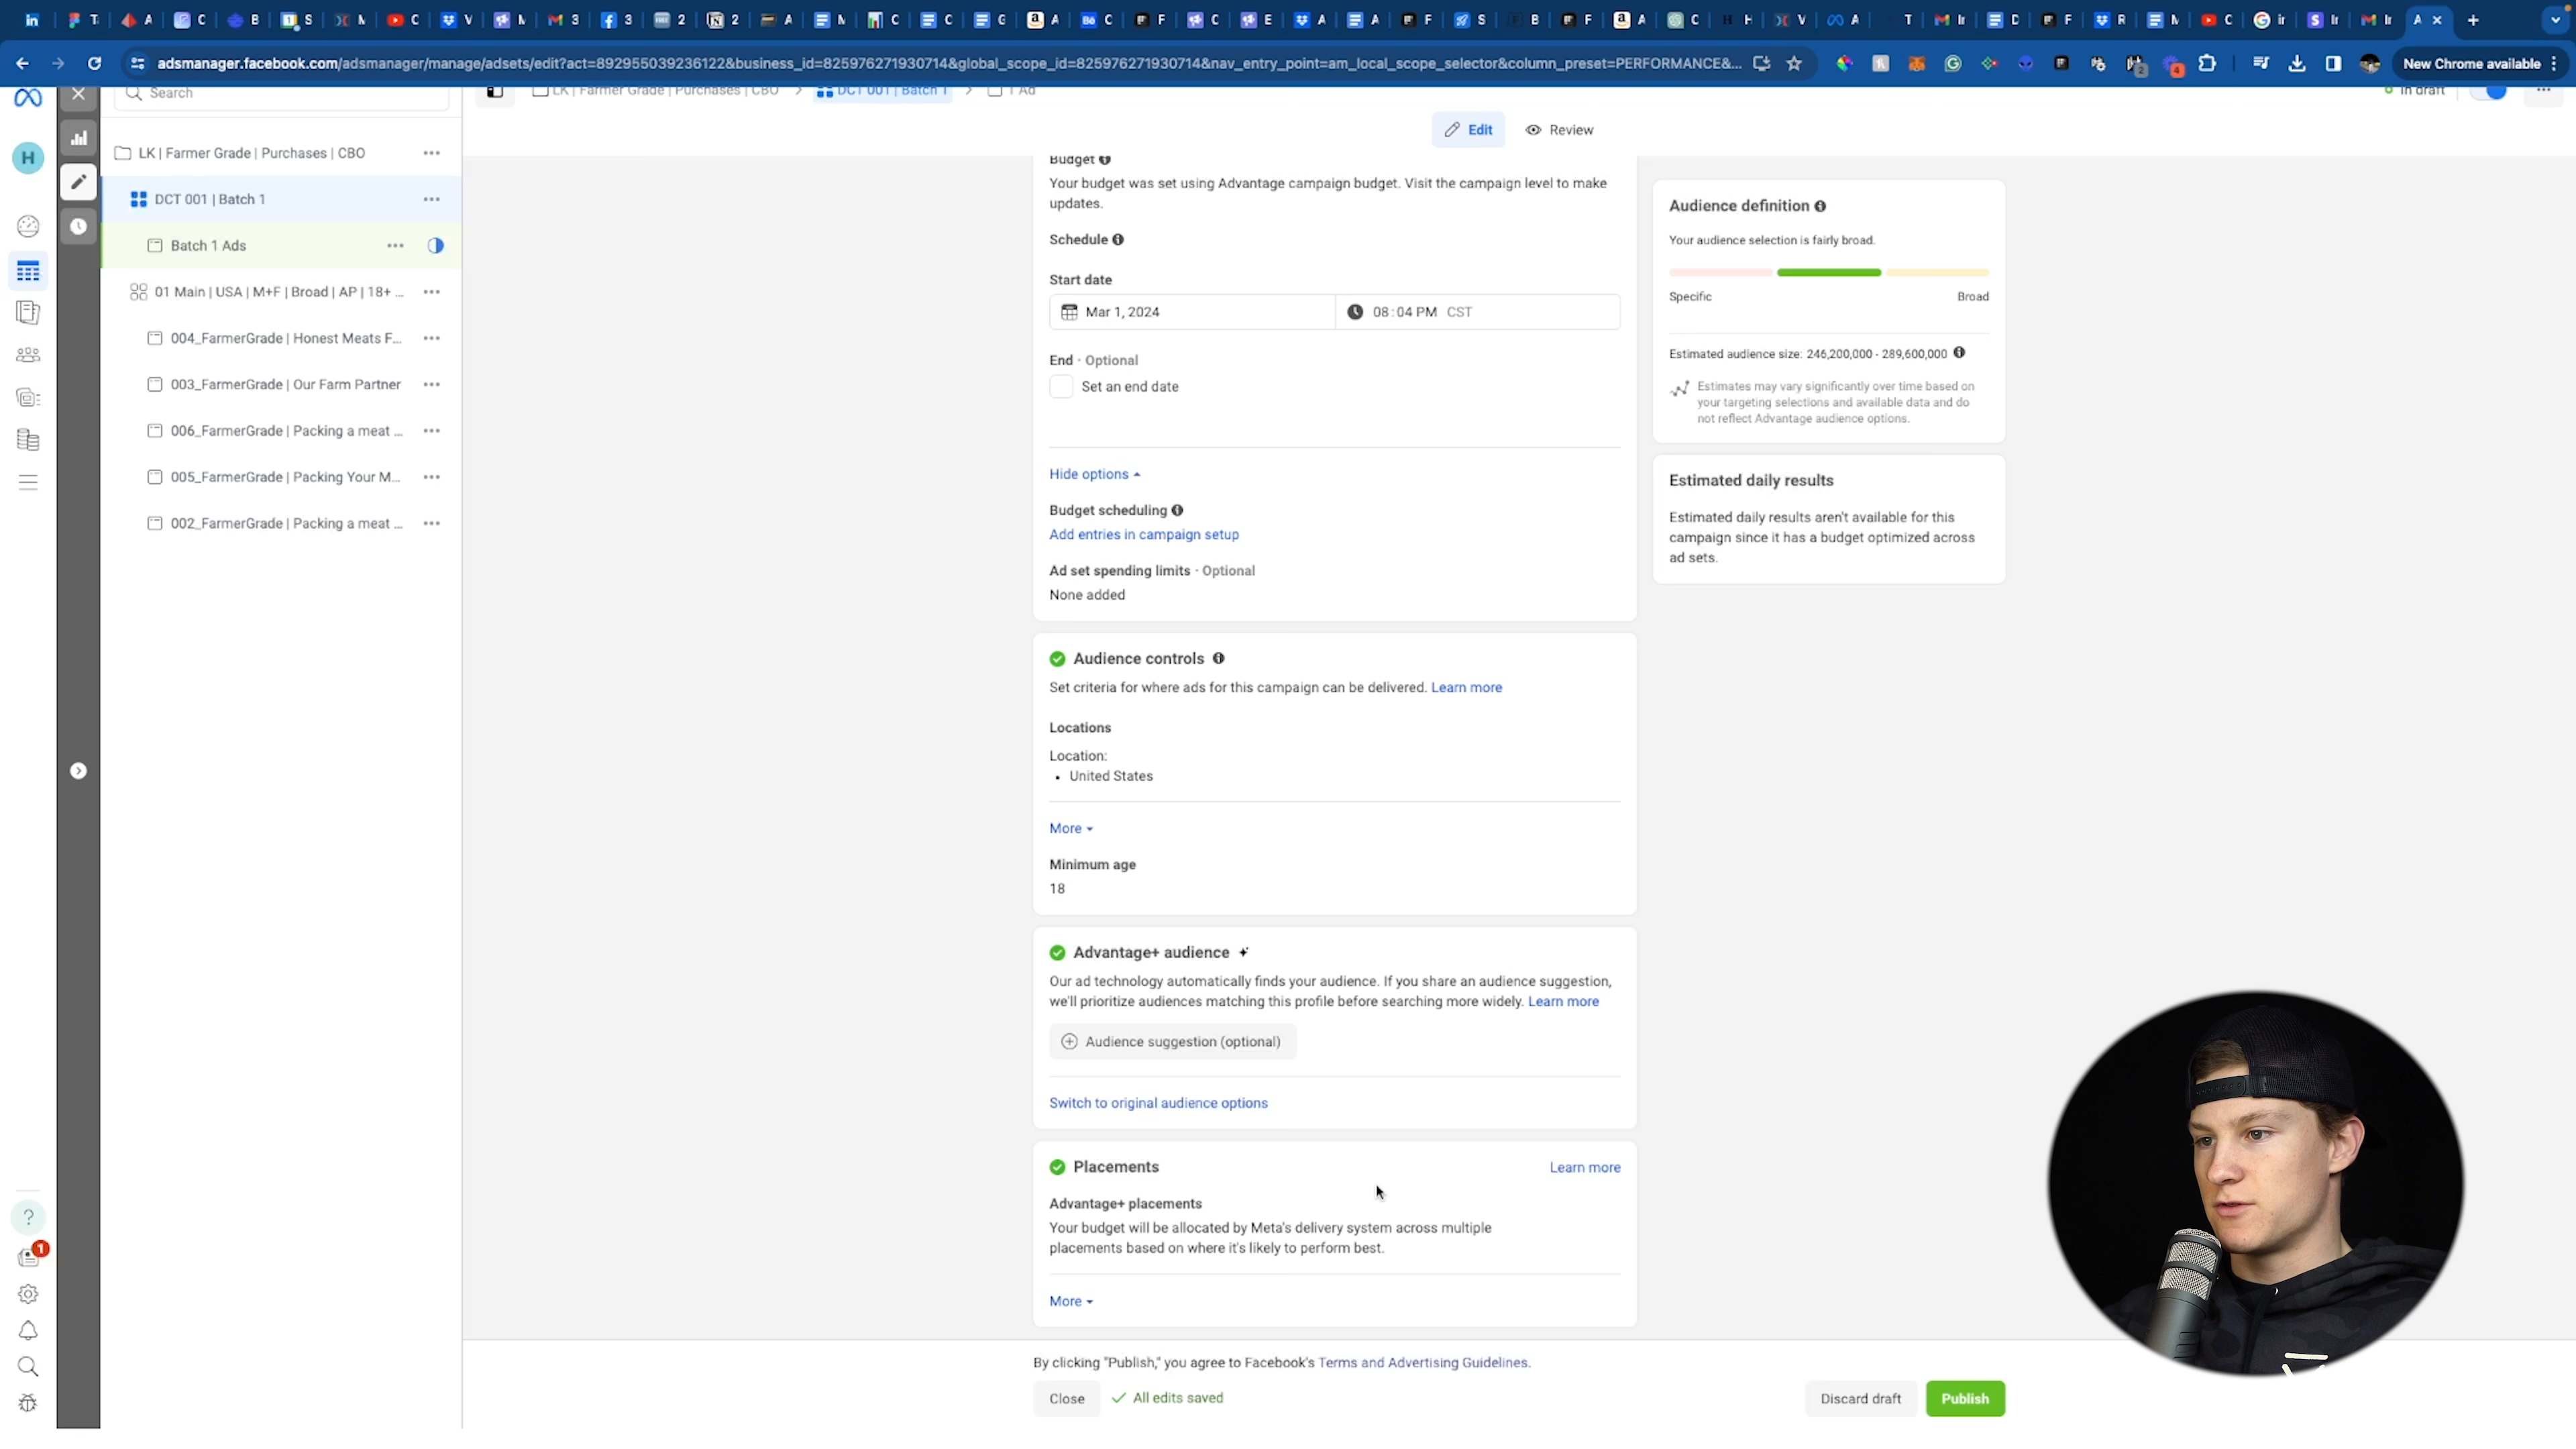 adsmanager.facebook.com/adsmanager/manage/adsets/edit?act=892955039236122&business_id=825976271930714&global_scope_id=825976271930714&nav_entry_point=am_local_scope_selector&column_preset=PERFORMANCE&...
New Chrome available
Search
LK | Farmer Grade | Purchases | CBO
DCT 001 | Batch 1
1 Ad
In draft
Edit
Review
H
LK | Farmer Grade | Purchases | CBO
DCT 001 | Batch 1
Batch 1 Ads
01 Main | USA | M+F | Broad | AP | 18+ ...
004_FarmerGrade | Honest Meats F...
003_FarmerGrade | Our Farm Partner
006_FarmerGrade | Packing a meat ...
005_FarmerGrade | Packing Your M...
002_FarmerGrade | Packing a meat ...
Budget
Your budget was set using Advantage campaign budget. Visit the campaign level to make
updates.
Schedule
Start date
Mar 1, 2024
08:04 PM CST
End · Optional
Set an end date
Hide options
Budget scheduling
Add entries in campaign setup
Ad set spending limits · Optional
None added
Audience controls
Set criteria for where ads for this campaign can be delivered. Learn more
Locations
Location:
• United States
More
Minimum age
18
Advantage+ audience
Our ad technology automatically finds your audience. If you share an audience suggestion,
we'll prioritize audiences matching this profile before searching more widely. Learn more
Audience suggestion (optional)
Switch to original audience options
Placements
Learn more
Advantage+ placements
Your budget will be allocated by Meta's delivery system across multiple
placements based on where it's likely to perform best.
More
By clicking "Publish," you agree to Facebook's Terms and Advertising Guidelines.
Close
All edits saved
Discard draft
Publish
Audience definition
Your audience selection is fairly broad.
Specific
Broad
Estimated audience size: 246,200,000 - 289,600,000
Estimates may vary significantly over time based on
your targeting selections and available data and do
not reflect Advantage audience options.
Estimated daily results
Estimated daily results aren't available for this
campaign since it has a budget optimized across
ad sets.
1